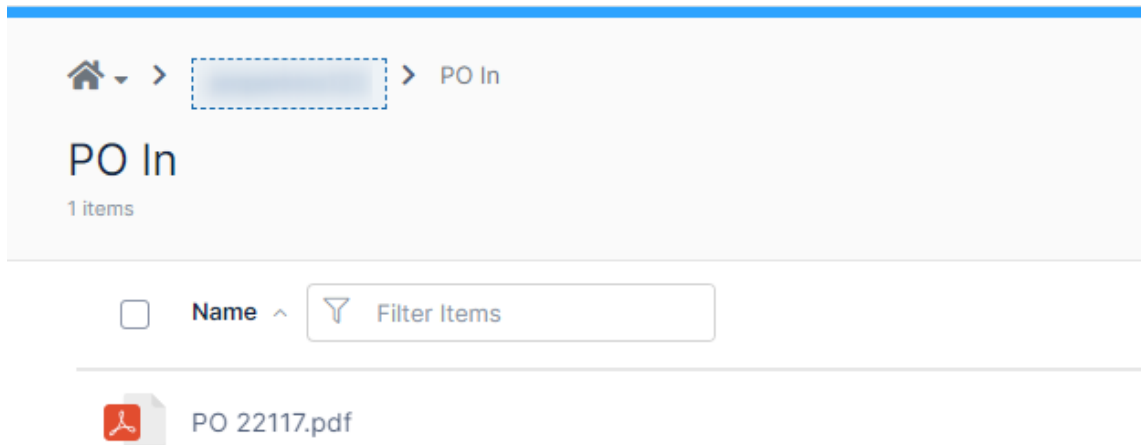 PO In
PO In
1 items
Name Filter Items
PO 22117.pdf